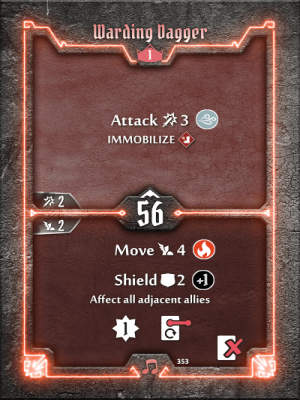 Warding Dagger
1
Attack 3
IMMOBILIZE
2
56
2
Move 4
Shield 2 +1
Affect all adjacent allies
1
353